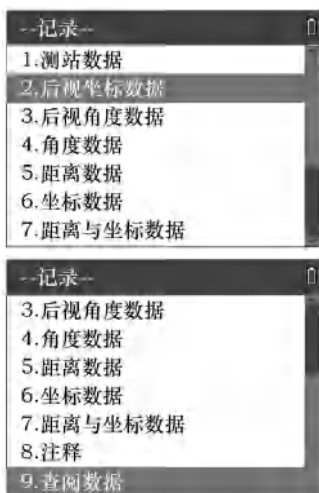 --记录--
1.测站数据
2.后视坐标数据
3.后视角度数据
4.角度数据
5.距离数据
6.坐标数据
7.距离与坐标数据
--记录--
3.后视角度数据
4.角度数据
5.距离数据
6.坐标数据
7.距离与坐标数据
8.注释
9.查阅数据